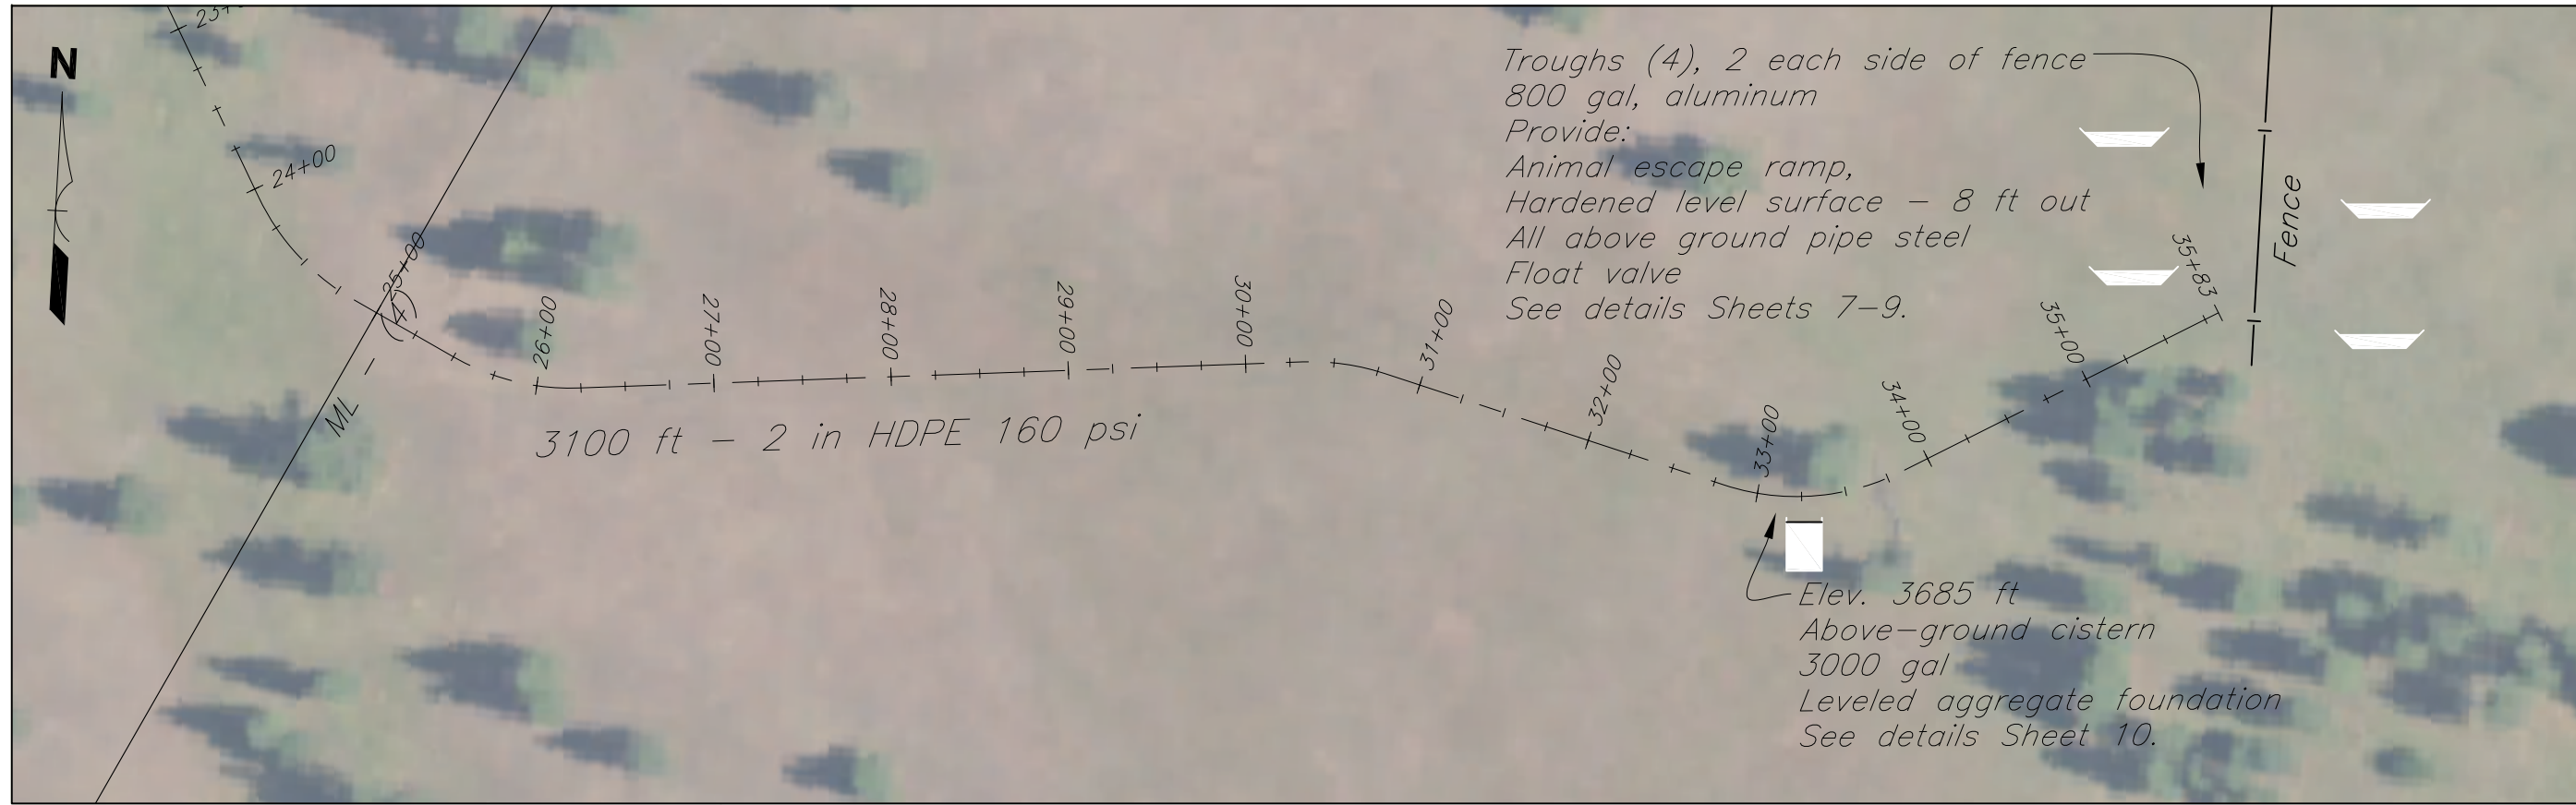 N
24+00
25+00
(4)
ML
26+00
27+00
28+00
29+00
30+00
31+00
32+00
33+00
34+00
35+00
35+83
3100 ft - 2 in HDPE 160 psi
Troughs (4), 2 each side of fence
800 gal, aluminum
Provide:
Animal escape ramp,
Hardened level surface - 8 ft out
All above ground pipe steel
Float valve
See details Sheets 7-9.
Fence
Elev. 3685 ft
Above-ground cistern
3000 gal
Leveled aggregate foundation
See details Sheet 10.